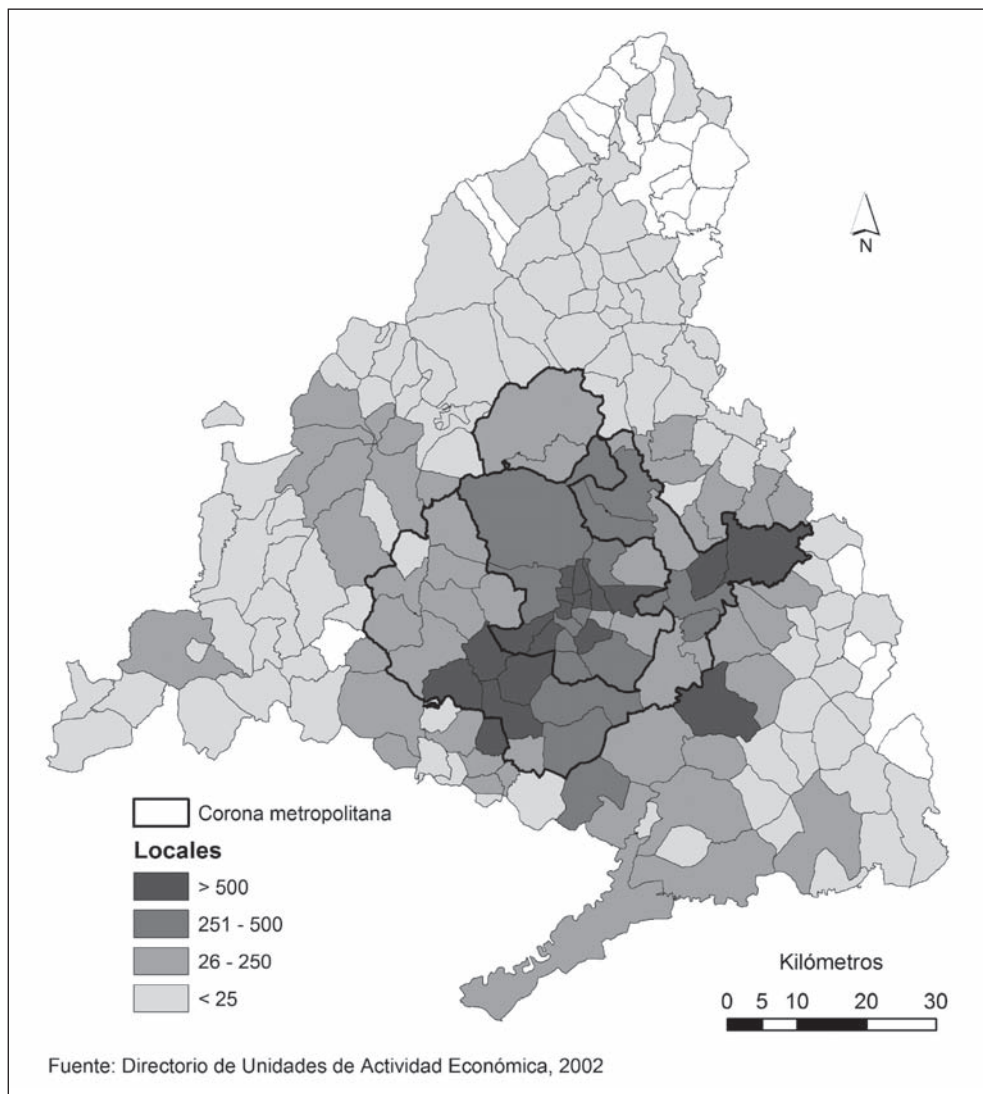 N
Corona metropolitana
Locales
> 500
251 - 500
26 - 250
< 25
Kilómetros
0 5 10 20 30
Fuente: Directorio de Unidades de Actividad Económica, 2002